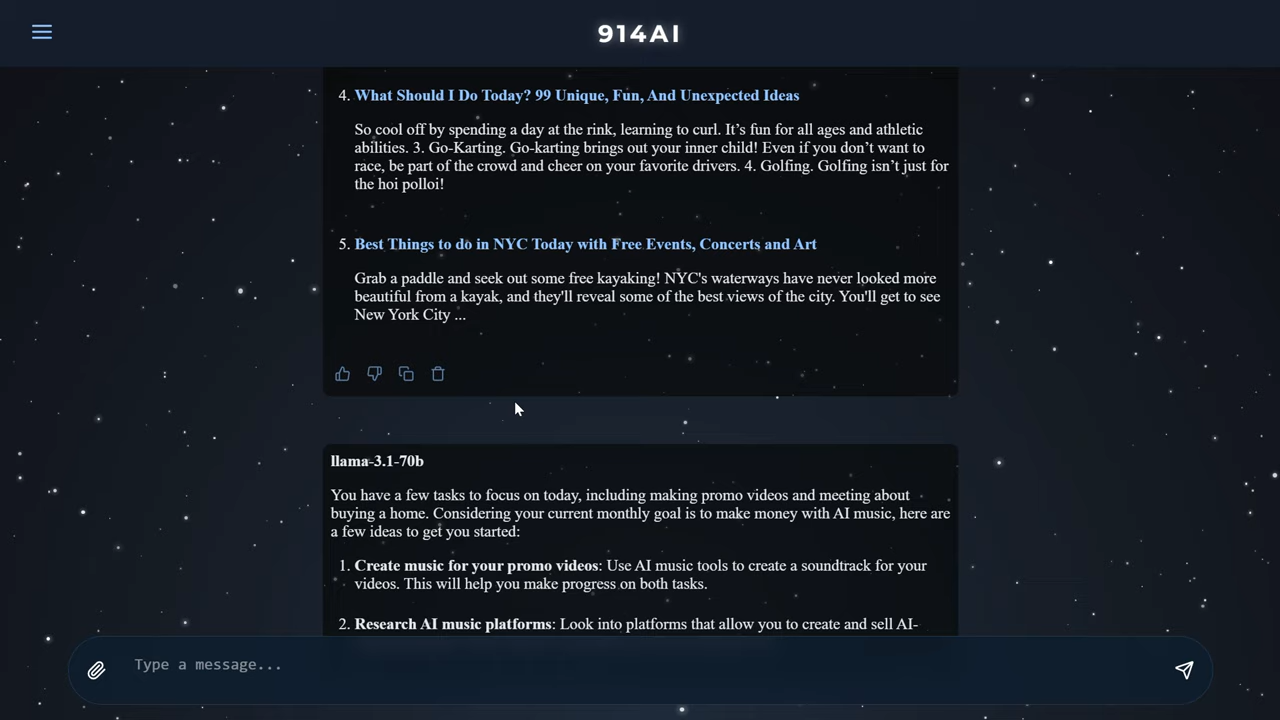 914AI
4. What Should I Do Today? 99 Unique, Fun, And Unexpected Ideas
So cool off by spending a day at the rink, learning to curl. It’s fun for all ages and athletic
abilities. 3. Go-Karting. Go-karting brings out your inner child! Even if you don’t want to
race, be part of the crowd and cheer on your favorite drivers. 4. Golfing. Golfing isn’t just for
the hoi polloi!
5. Best Things to do in NYC Today with Free Events, Concerts and Art
Grab a paddle and seek out some free kayaking! NYC's waterways have never looked more
beautiful from a kayak, and they'll reveal some of the best views of the city. You'll get to see
New York City ...
llama-3.1-70b
You have a few tasks to focus on today, including making promo videos and meeting about
buying a home. Considering your current monthly goal is to make money with AI music, here are
a few ideas to get you started:
1. Create music for your promo videos: Use AI music tools to create a soundtrack for your
videos. This will help you make progress on both tasks.
2. Research AI music platforms: Look into platforms that allow you to create and sell AI-
Type a message...